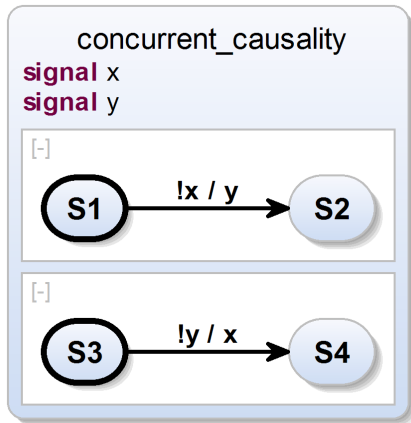 concurrent_causality
signal x
signal y
[-]
S1
!x / y
S2
[-]
S3
!y / x
S4